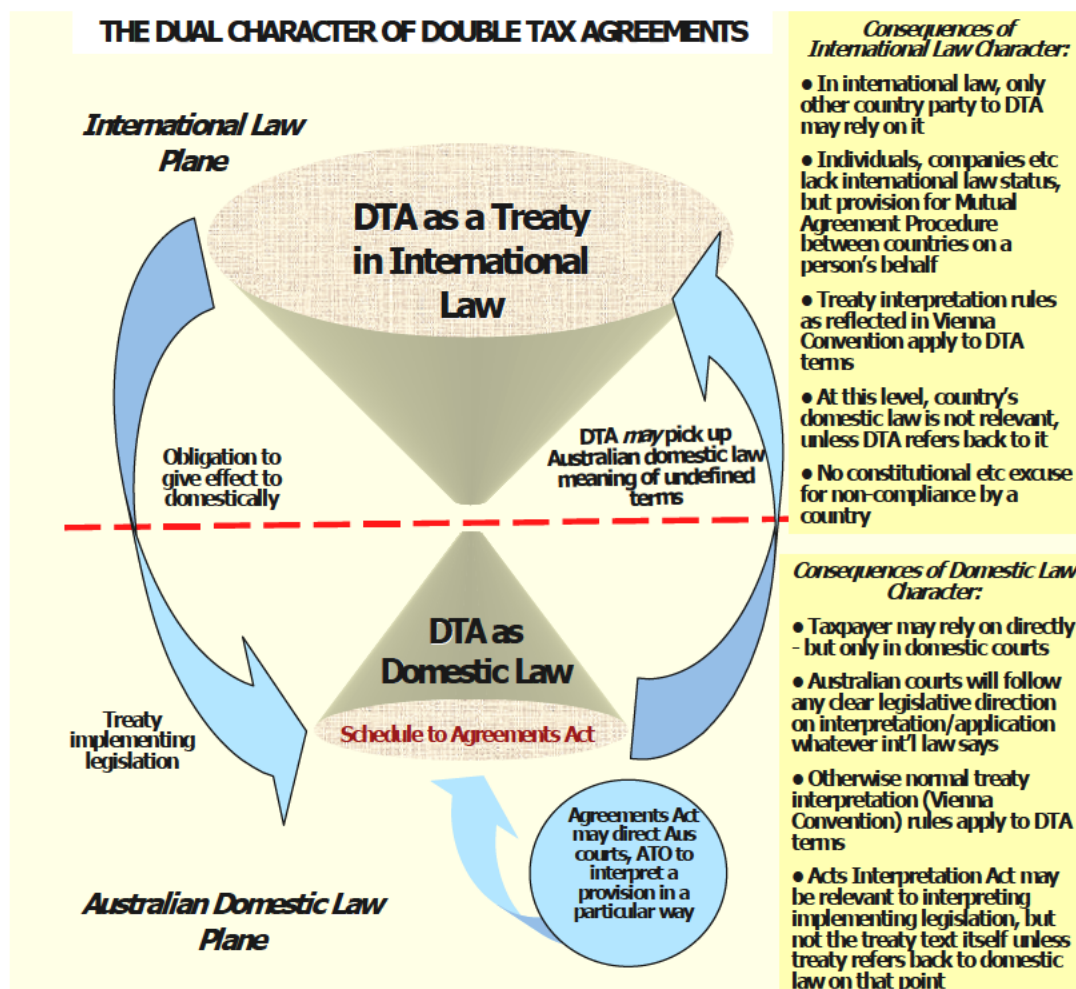 THE DUAL CHARACTER OF DOUBLE TAX AGREEMENTS
International Law
Plane
DTA as a Treaty
in International
Law
Obligation to
give effect to
domestically
DTA may pick up
Australian domestic law
meaning of undefined
terms
DTA as
Domestic Law
Schedule to Agreements Act
Treaty
implementing
legislation
Agreements Act
may direct Aus
courts, ATO to
interpret a
provision in a
particular way
Australian Domestic Law
Plane
Consequences of
International Law Character:
● In international law, only
other country party to DTA
may rely on it
● Individuals, companies etc
lack international law status,
but provision for Mutual
Agreement Procedure
between countries on a
person's behalf
● Treaty interpretation rules
as reflected in Vienna
Convention apply to DTA
terms
● At this level, country's
domestic law is not relevant,
unless DTA refers back to it
● No constitutional etc excuse
for non-compliance by a
country
Consequences of Domestic Law
Character:
● Taxpayer may rely on directly
- but only in domestic courts
● Australian courts will follow
any clear legislative direction
on interpretation/application
whatever int'l law says
● Otherwise normal treaty
interpretation (Vienna
Convention) rules apply to DTA
terms
● Acts Interpretation Act may
be relevant to interpreting
implementing legislation, but
not the treaty text itself unless
treaty refers back to domestic
law on that point